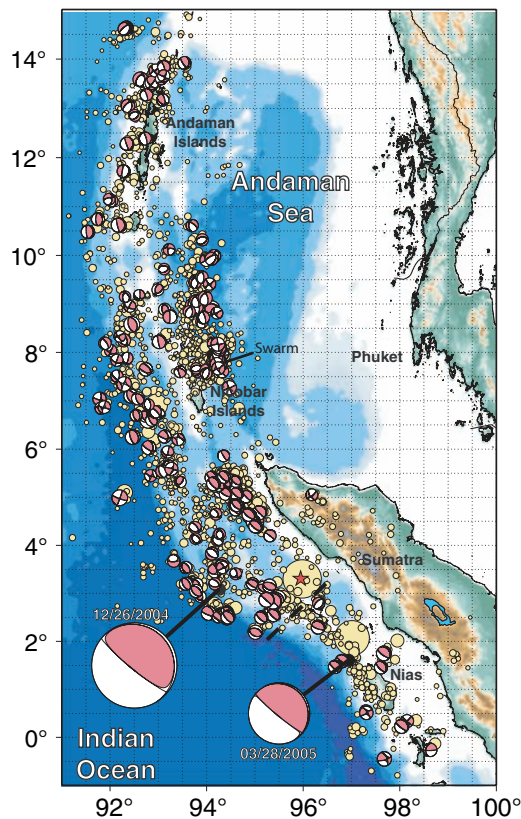 14°
12°
10°
8°
6°
4°
2°
0°
Andaman
Islands
Andaman
Sea
Swarm
Phuket
Nicobar
Islands
Sumatra
12/26/2004
Nias
03/28/2005
Indian
Ocean
92°
94°
96°
98°
100°